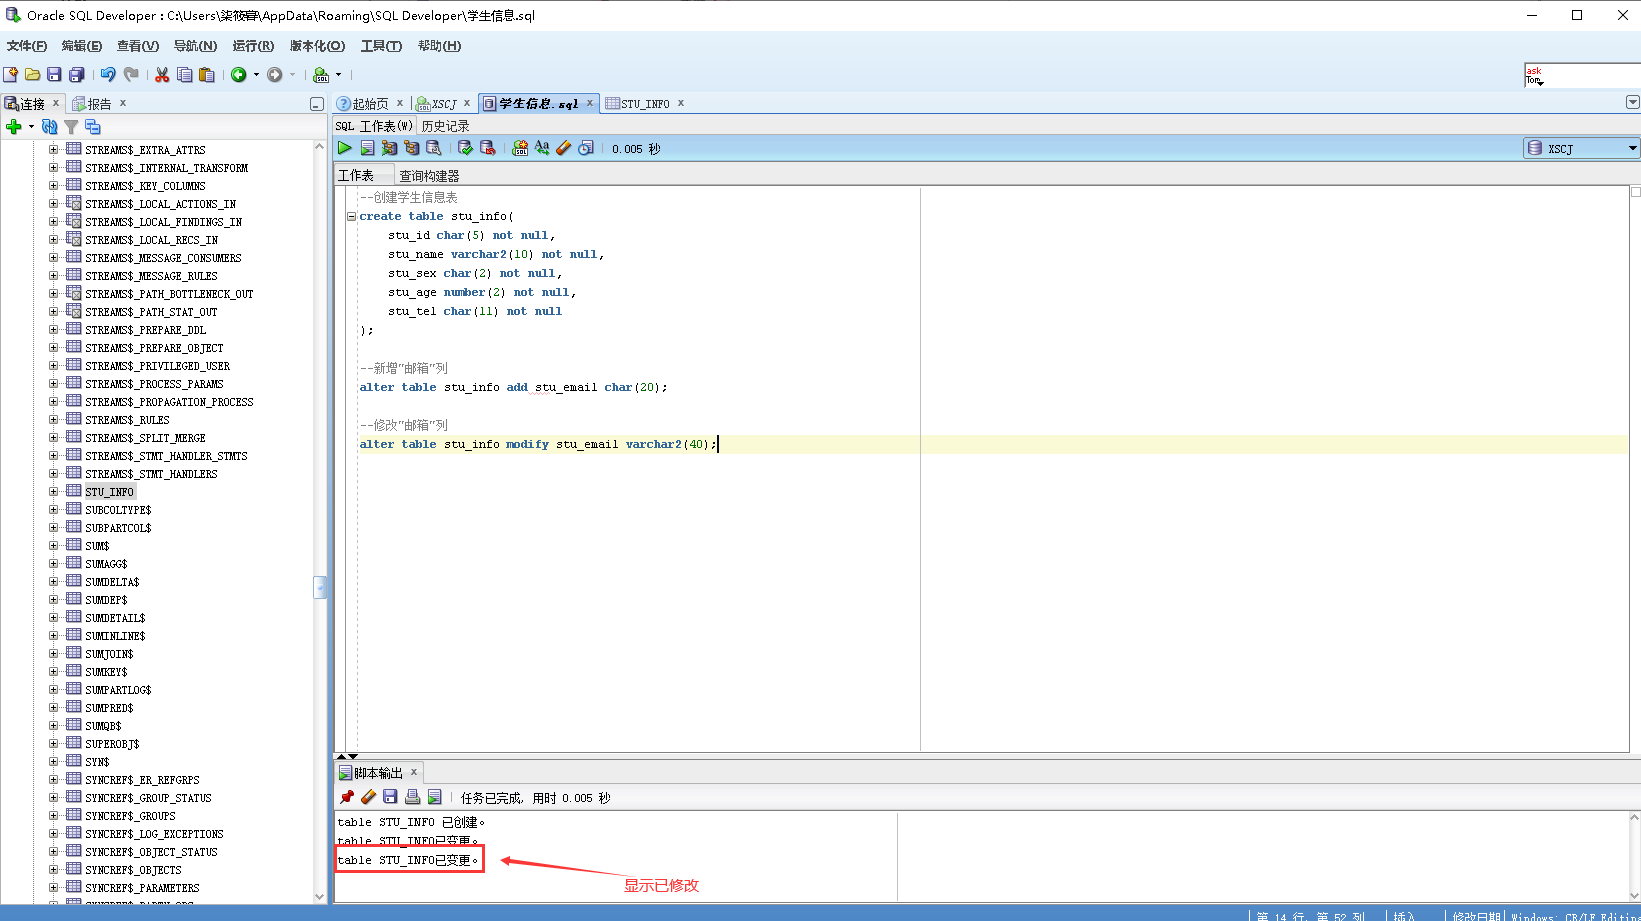 Oracle SQL Developer : C:\Users\柒筱\AppData\Roaming\SQL Developer\学生信息.sql
文件(F) 编辑(E) 查看(V) 导航(N) 运行(R) 版本化(O) 工具(T) 帮助(H)
ask
Tom
连接 报告
起始页 XSCJ 学生信息.sql STU_INFO
SQL 工作表(W) 历史记录
0.005 秒
XSCJ
工作表 查询构建器
STREAMS$_EXTRA_ATTRS
STREAMS$_INTERNAL_TRANSFORM
STREAMS$_KEY_COLUMNS
STREAMS$_LOCAL_ACTIONS_IN
STREAMS$_LOCAL_FINDINGS_IN
STREAMS$_LOCAL_RECS_IN
STREAMS$_MESSAGE_CONSUMERS
STREAMS$_MESSAGE_RULES
STREAMS$_PATH_BOTTLENECK_OUT
STREAMS$_PATH_STAT_OUT
STREAMS$_PREPARE_DDL
STREAMS$_PREPARE_OBJECT
STREAMS$_PRIVILEGED_USER
STREAMS$_PROCESS_PARAMS
STREAMS$_PROPAGATION_PROCESS
STREAMS$_RULES
STREAMS$_SPLIT_MERGE
STREAMS$_STMT_HANDLER_STMTS
STREAMS$_STMT_HANDLERS
STU_INFO
SUBCOLTYPE$
SUBPARTCOL$
SUM$
SUMAGG$
SUMDELTA$
SUMDEP$
SUMDETAIL$
SUMINLINE$
SUMJOIN$
SUMKEY$
SUMPARTLOG$
SUMPRED$
SUMQB$
SUPEROBJ$
SYN$
SYNCREF$_ER_REFGRPS
SYNCREF$_GROUP_STATUS
SYNCREF$_GROUPS
SYNCREF$_LOG_EXCEPTIONS
SYNCREF$_OBJECT_STATUS
SYNCREF$_OBJECTS
SYNCREF$_PARAMETERS
--创建学生信息表
create table stu_info(
stu_id char(5) not null,
stu_name varchar2(10) not null,
stu_sex char(2) not null,
stu_age number(2) not null,
stu_tel char(11) not null
);
--新增"邮箱"列
alter table stu_info add stu_email char(20);
--修改"邮箱"列
alter table stu_info modify stu_email varchar2(40);
脚本输出
任务已完成, 用时 0.005 秒
table STU_INFO 已创建。
table STU_INFO已变更。
table STU_INFO已变更。
显示已修改
第 14 行, 第 52 列 插入 修改日期 Windows: CR/LF Editing